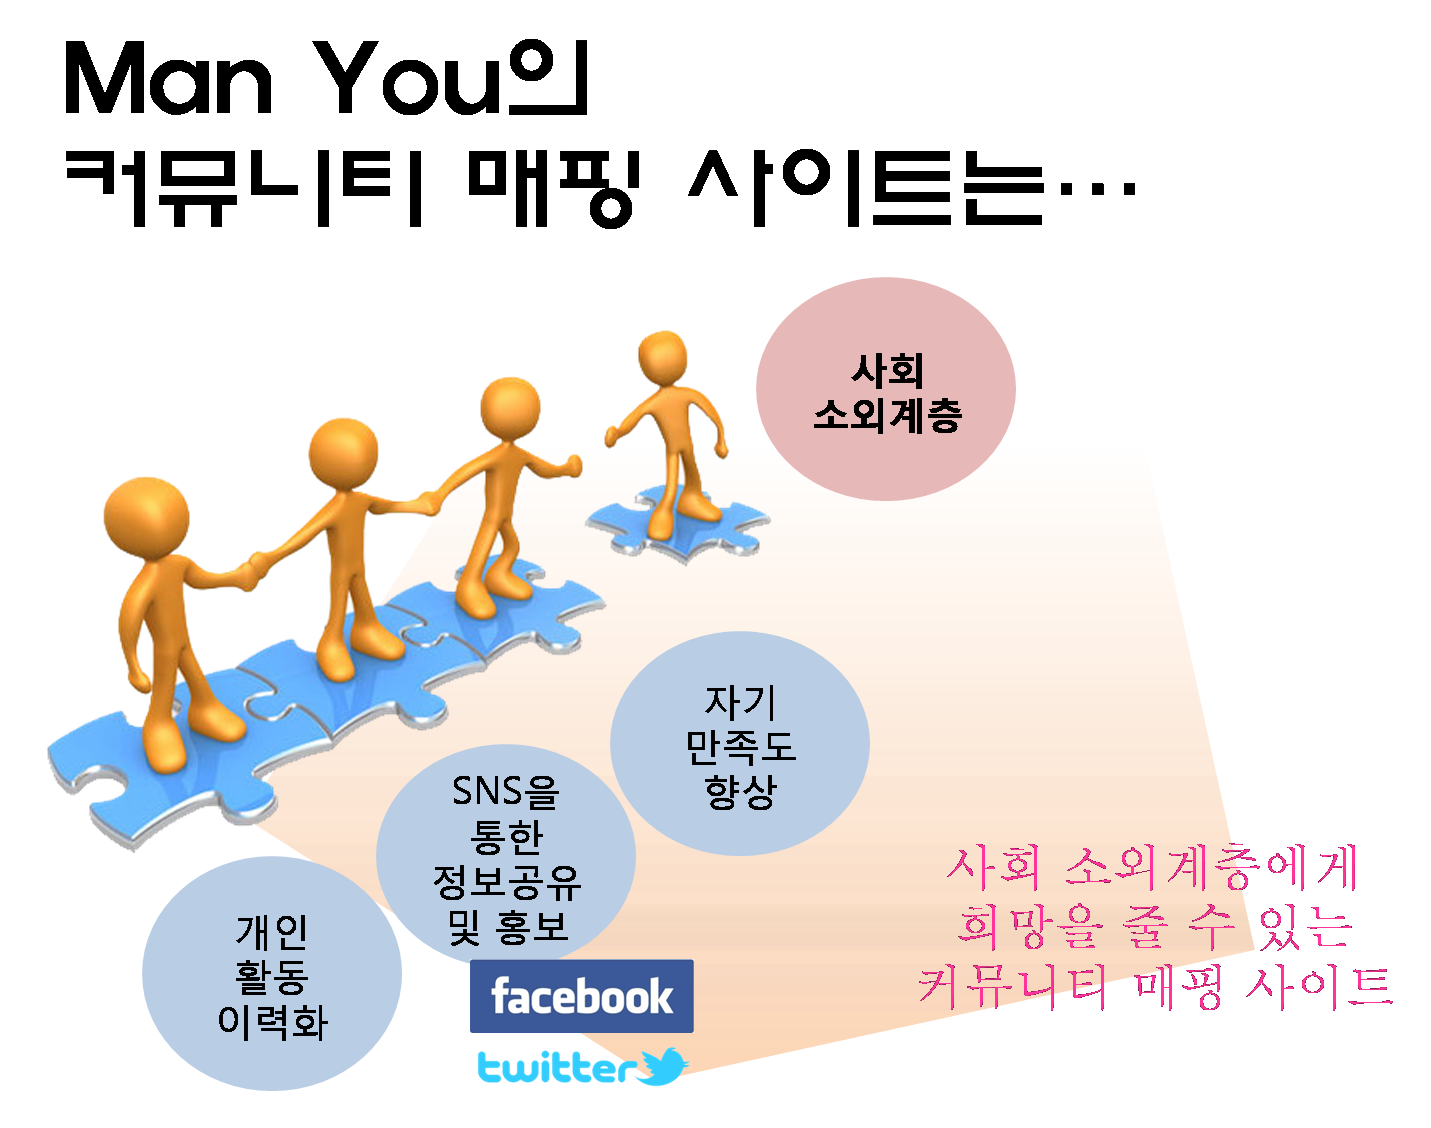 Man You의
커뮤니티 매핑 사이트는…
사회
소외계층
자기
만족도
향상
SNS을
통한
정보공유
및 홍보
개인
활동
이력화
facebook
twitter
사회 소외계층에게
희망을 줄 수 있는
커뮤니티 매핑 사이트